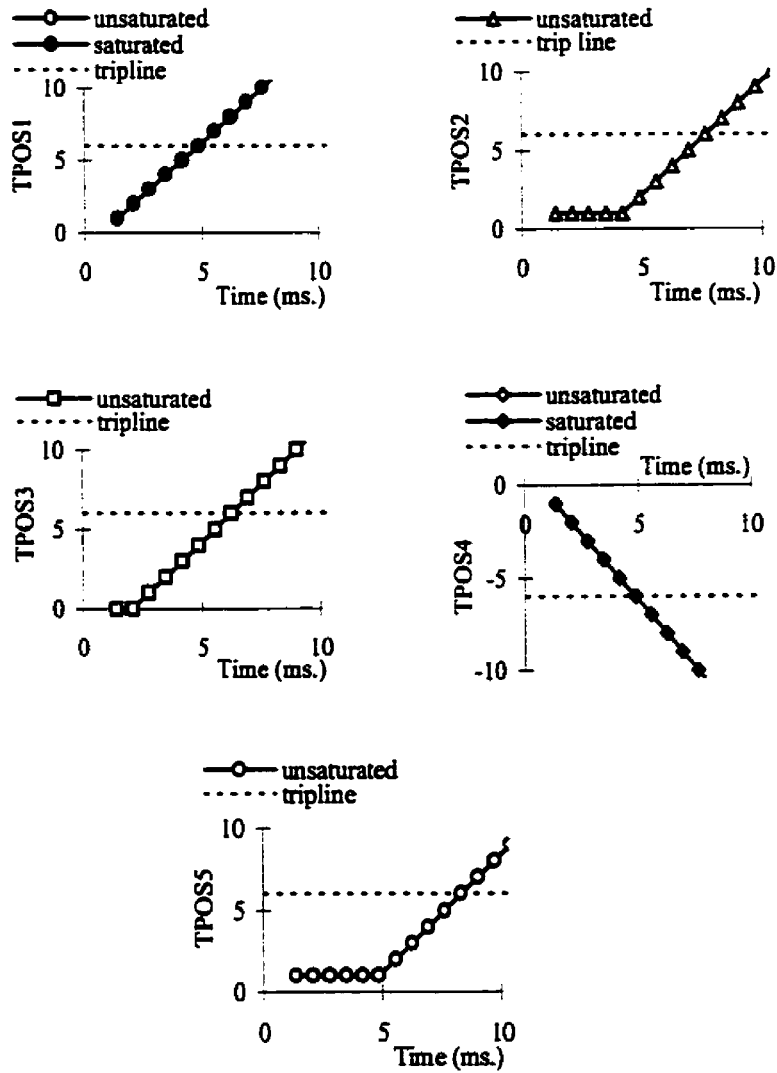 unsaturated
saturated
tripline
TPOS1
10
5
0
0 5 10
Time (ms.)
unsaturated
trip line
TPOS2
10
5
0
0 5 10
Time (ms.)
unsaturated
tripline
TPOS3
10
5
0
0 5 10
Time (ms.)
unsaturated
saturated
tripline
Time (ms.)
TPOS4
0
-5
-10
0 5 10
unsaturated
tripline
TPOS5
10
5
0
0 5 10
Time (ms.)